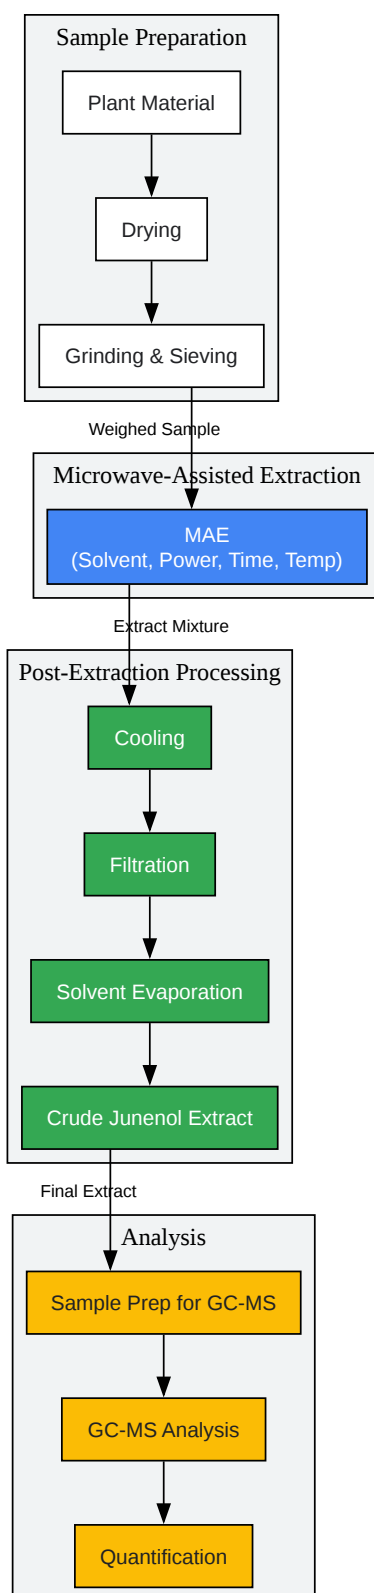 Sample Preparation
Plant Material
Drying
Grinding & Sieving
Weighed Sample
Microwave-Assisted Extraction
MAE
(Solvent, Power, Time, Temp)
Extract Mixture
Post-Extraction Processing
Cooling
Filtration
Solvent Evaporation
Crude Junenol Extract
Final Extract
Analysis
Sample Prep for GC-MS
GC-MS Analysis
Quantification